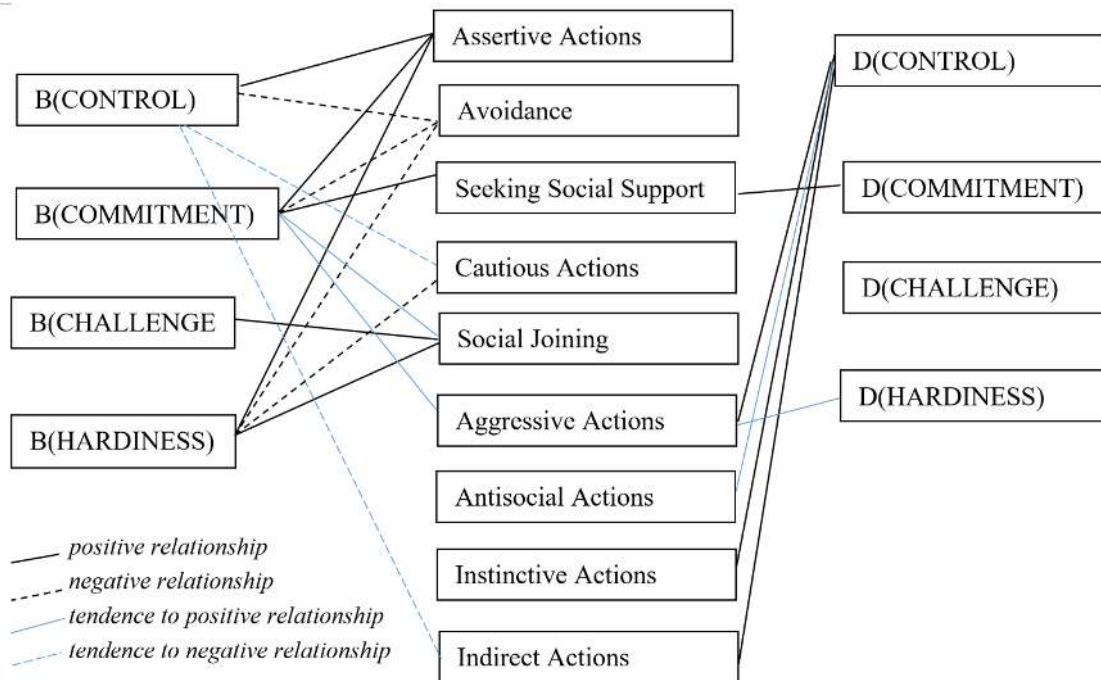 B(CONTROL)
B(COMMITMENT)
B(CHALLENGE
B(HARDINESS)
Assertive Actions
Avoidance
Seeking Social Support
Cautious Actions
Social Joining
Aggressive Actions
Antisocial Actions
Instinctive Actions
Indirect Actions
D(CONTROL)
D(COMMITMENT)
D(CHALLENGE)
D(HARDINESS)
positive relationship
negative relationship
tendence to positive relationship
tendence to negative relationship